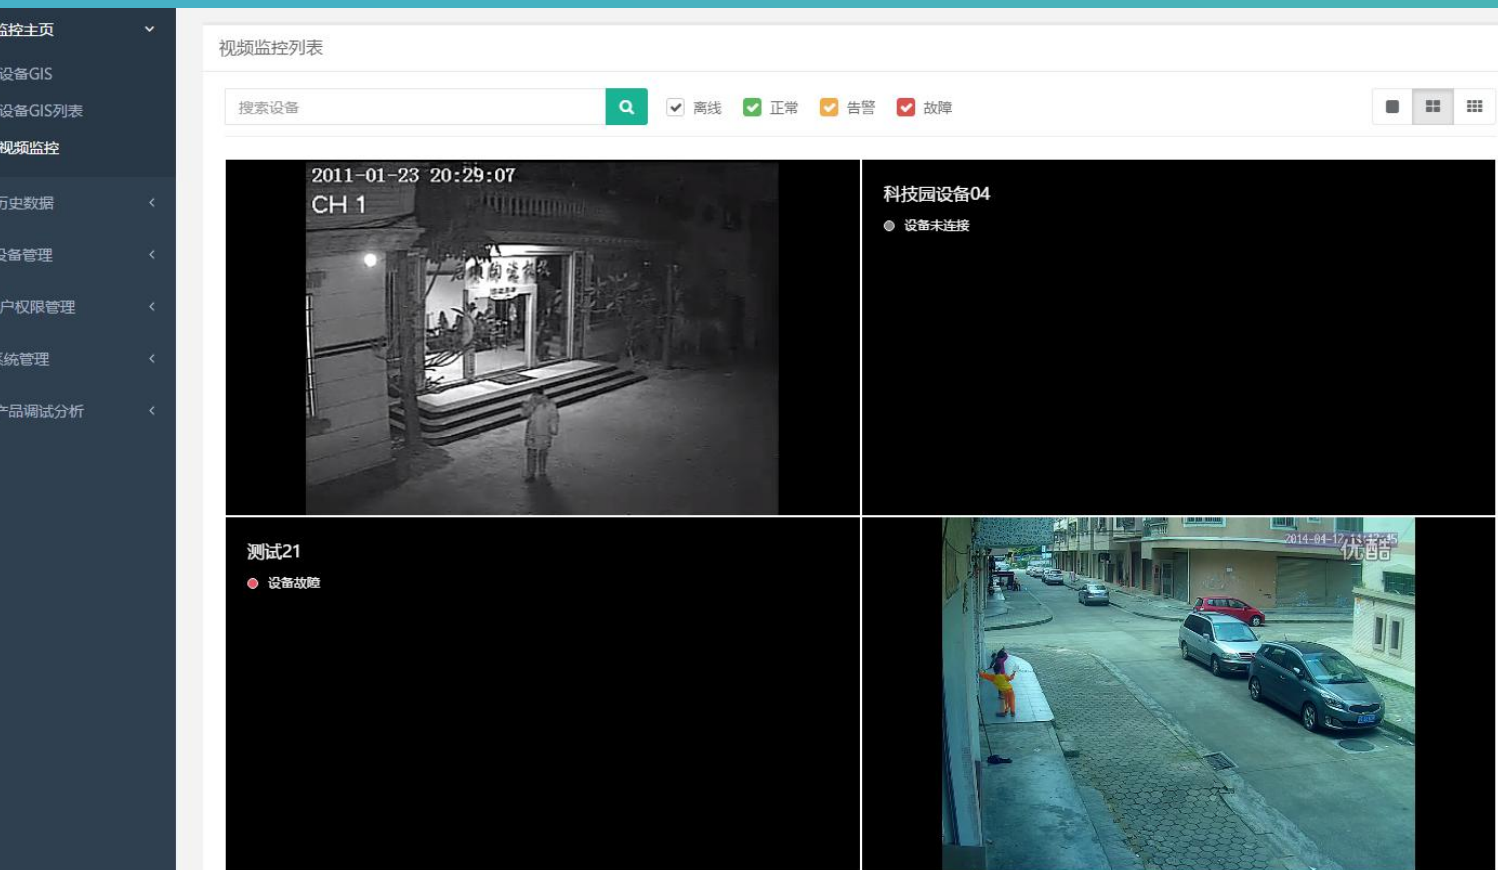 监控主页
设备GIS
设备GIS列表
视频监控
历史数据
设备管理
户权限管理
系统管理
产品调试分析
视频监控列表
搜索设备
离线
正常
告警
故障
2011-01-23 20:29:07
CH 1
科技园设备04
设备未连接
测试21
设备故障
2014-04-12
优酷